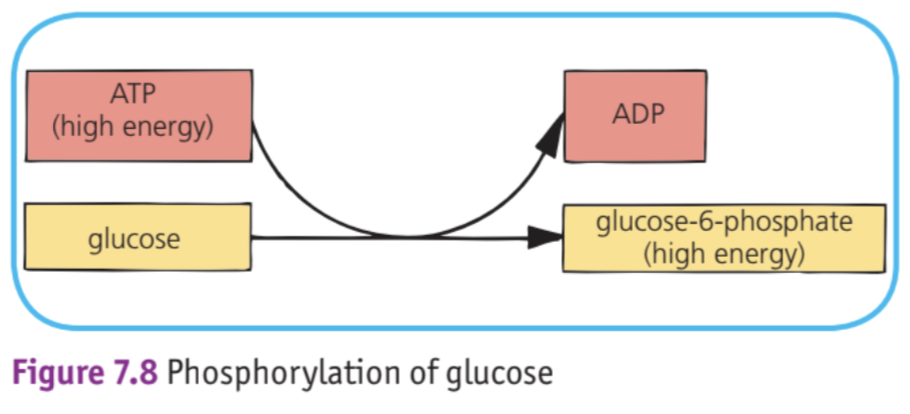 ATP
(high energy)
ADP
glucose
glucose-6-phosphate
(high energy)
Figure 7.8 Phosphorylation of glucose